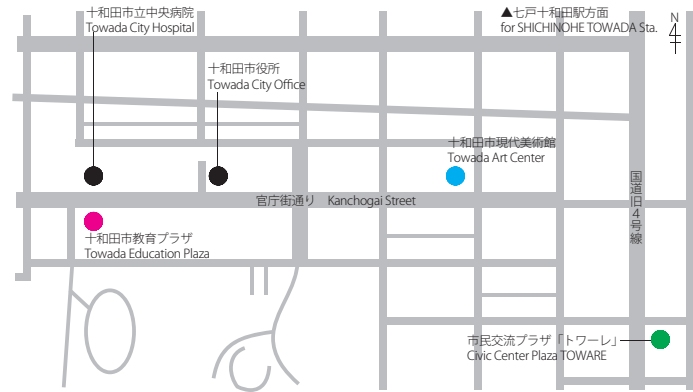 十和田市立中央病院
Towada City Hospital
▲七戸十和田駅方面
for SHICHINOHE TOWADA Sta.
N
4
十和田市役所
Towada City Office
十和田市現代美術館
Towada Art Center
国道旧4号線
官庁街通り Kanchogai Street
十和田市教育プラザ
Towada Education Plaza
市民交流プラザ「トワーレ」
Civic Center Plaza TOWARE